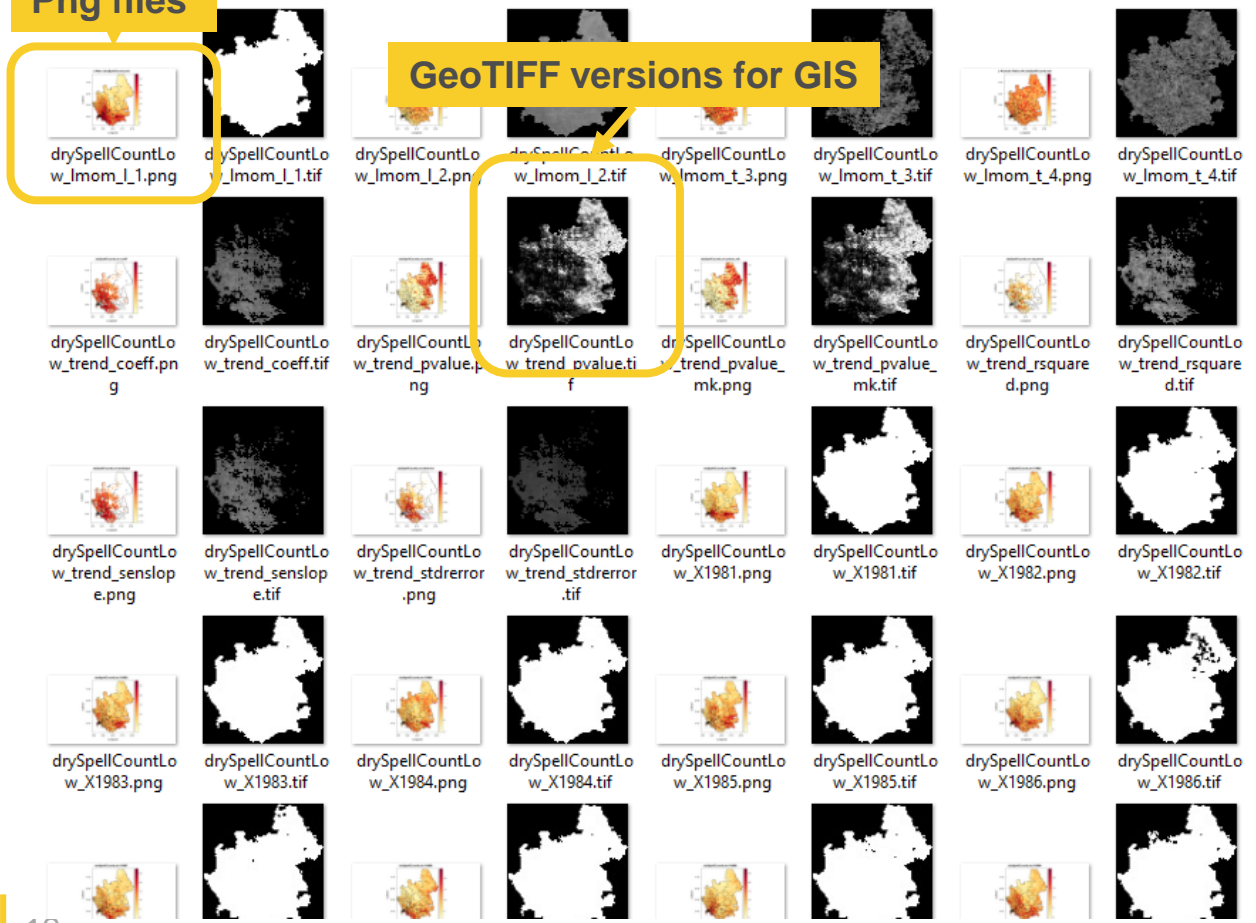 Png files
GeoTIFF versions for GIS
drySpellCountLo
w_lmom_l_1.png
drySpellCountLo
w_lmom_l_1.tif
drySpellCountLo
w_lmom_l_2.png
drySpellCountLo
w_lmom_l_2.tif
drySpellCountLo
w_lmom_t_3.png
drySpellCountLo
w_lmom_t_3.tif
drySpellCountLo
w_lmom_t_4.png
drySpellCountLo
w_lmom_t_4.tif
drySpellCountLo
w_trend_coeff.pn
g
drySpellCountLo
w_trend_coeff.tif
drySpellCountLo
w_trend_pvalue.p
ng
drySpellCountLo
w_trend_pvalue.ti
f
drySpellCountLo
w_trend_pvalue_
mk.png
drySpellCountLo
w_trend_pvalue_
mk.tif
drySpellCountLo
w_trend_rsquare
d.png
drySpellCountLo
w_trend_rsquare
d.tif
drySpellCountLo
w_trend_senslop
e.png
drySpellCountLo
w_trend_senslop
e.tif
drySpellCountLo
w_trend_stdrerror
.png
drySpellCountLo
w_trend_stdrerror
.tif
drySpellCountLo
w_X1981.png
drySpellCountLo
w_X1981.tif
drySpellCountLo
w_X1982.png
drySpellCountLo
w_X1982.tif
drySpellCountLo
w_X1983.png
drySpellCountLo
w_X1983.tif
drySpellCountLo
w_X1984.png
drySpellCountLo
w_X1984.tif
drySpellCountLo
w_X1985.png
drySpellCountLo
w_X1985.tif
drySpellCountLo
w_X1986.png
drySpellCountLo
w_X1986.tif